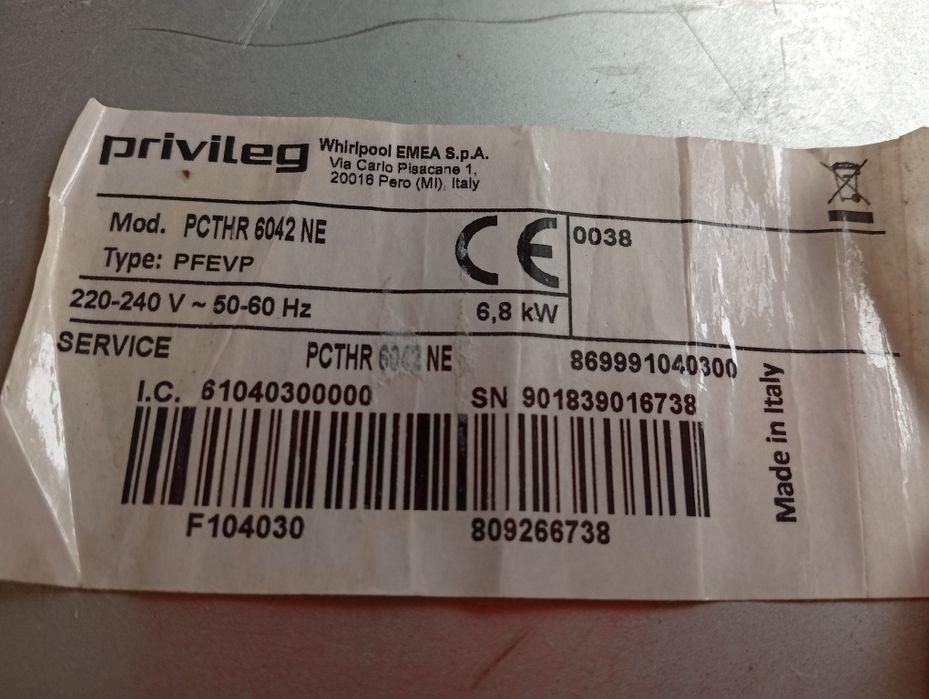 privileg
Whirlpool EMEA S.p.A.
Via Carlo Pisacane 1,
20016 Pero (MI), Italy
Mod. PCTHR 6042 NE
Type: PFEVP
CE
0038
220-240 V ~ 50-60 Hz
6,8 kW
SERVICE
PCTHR 6042 NE
869991040300
I.C. 61040300000
SN 901839016738
F104030
809266738
Made in Italy